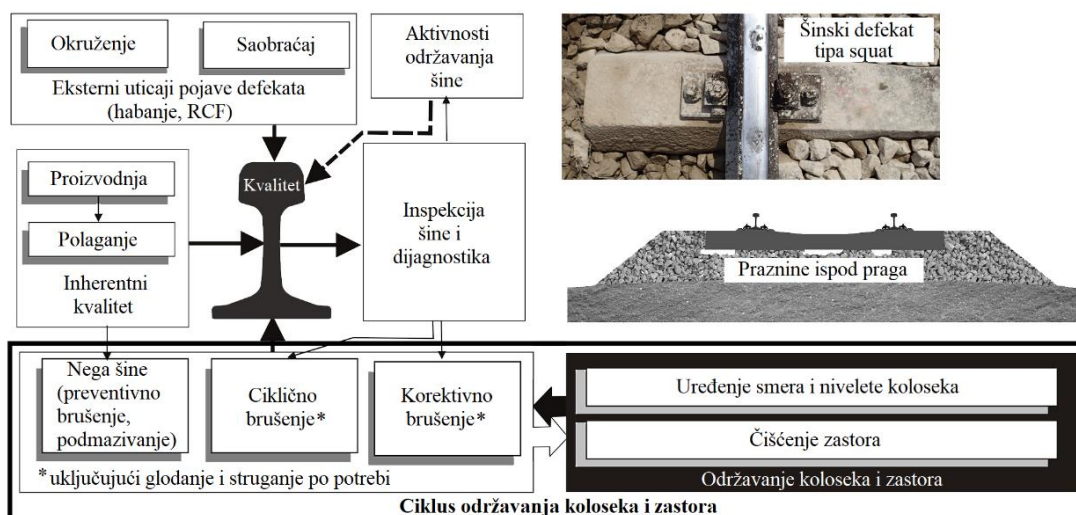 Okruženje
Saobraćaj
Eksterni uticaji pojave defekata
(habanje, RCF)
Aktivnosti
održavanja
šine
Šinski defekat
tipa squat
Proizvodnja
Polaganje
Inherentni
kvalitet
Kvalitet
Inspekcija
šine i
dijagnostika
Praznine ispod praga
Nega šine
(preventivno
brušenje,
podmazivanje)
Ciklično
brušenje*
Korektivno
brušenje*
*uključujući glodanje i struganje po potrebi
Uređenje smera i nivelete koloseka
Čišćenje zastora
Održavanje koloseka i zastora
Ciklus održavanja koloseka i zastora